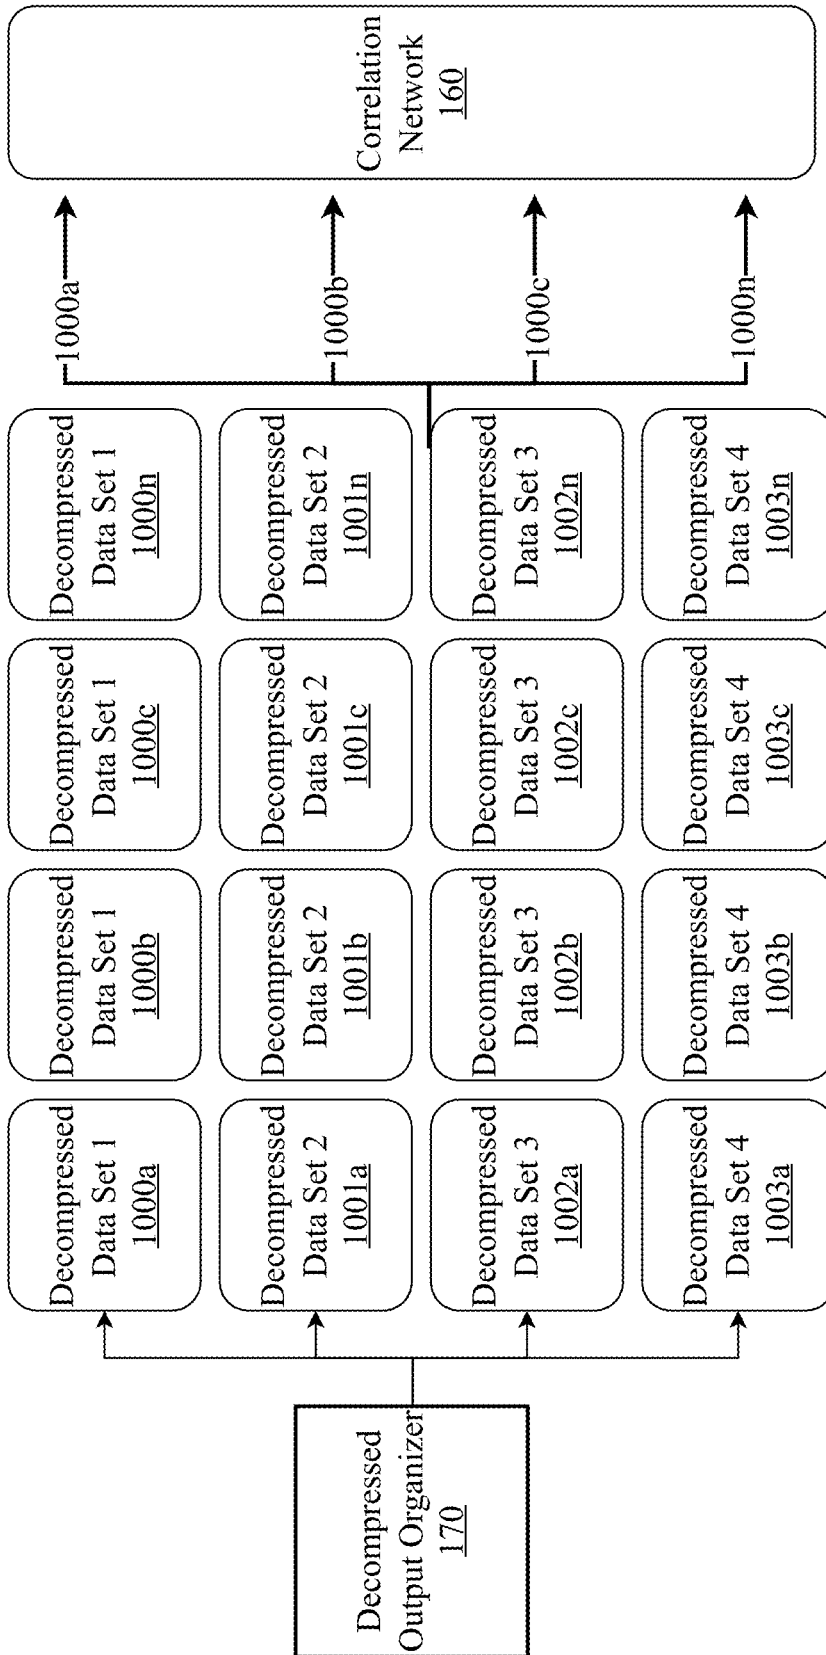 Decompressed
Output Organizer
170
Decompressed
Data Set 1
1000a
Decompressed
Data Set 1
1000b
Decompressed
Data Set 1
1000c
Decompressed
Data Set 1
1000n
Decompressed
Data Set 2
1001a
Decompressed
Data Set 2
1001b
Decompressed
Data Set 2
1001c
Decompressed
Data Set 2
1001n
Decompressed
Data Set 3
1002a
Decompressed
Data Set 3
1002b
Decompressed
Data Set 3
1002c
Decompressed
Data Set 3
1002n
Decompressed
Data Set 4
1003a
Decompressed
Data Set 4
1003b
Decompressed
Data Set 4
1003c
Decompressed
Data Set 4
1003n
1000a
1000b
1000c
1000n
Correlation
Network
160